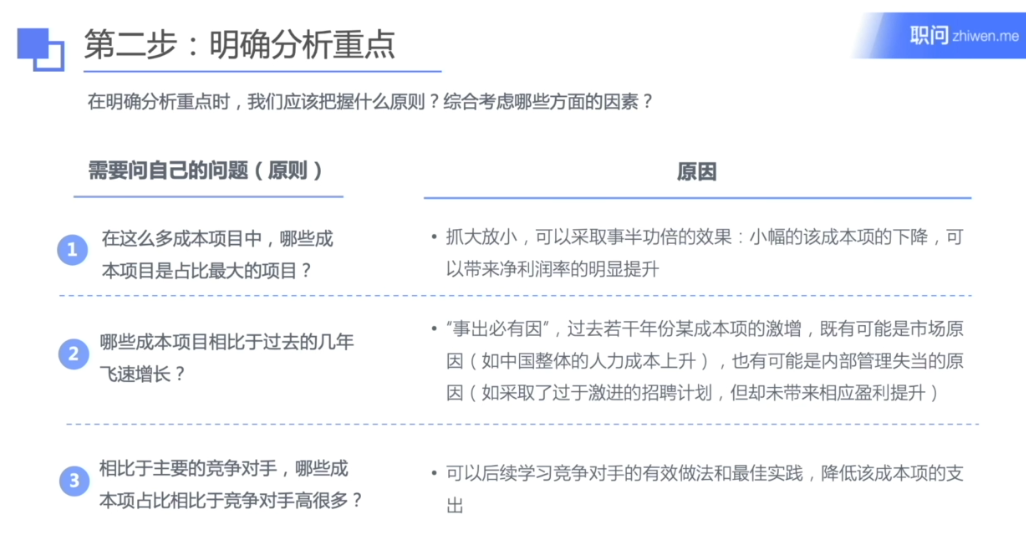 第二步：明确分析重点
职问 zhiwen.me
在明确分析重点时，我们应该把握什么原则？综合考虑哪些方面的因素？
需要问自己的问题（原则）
原因
1
在这么多成本项目中，哪些成
本项目是占比最大的项目？
• 抓大放小，可以采取事半功倍的效果：小幅的该成本项的下降，可
以带来净利润率的明显提升
2
哪些成本项目相比于过去的几年
飞速增长？
• “事出必有因”，过去若干年份某成本项的激增，既有可能是市场原
因（如中国整体的人力成本上升），也有可能是内部管理失当的原
因（如采取了过于激进的招聘计划，但却未带来相应盈利提升）
3
相比于主要的竞争对手，哪些成
本项占比相比于竞争对手高很多？
• 可以后续学习竞争对手的有效做法和最佳实践，降低该成本项的支
出